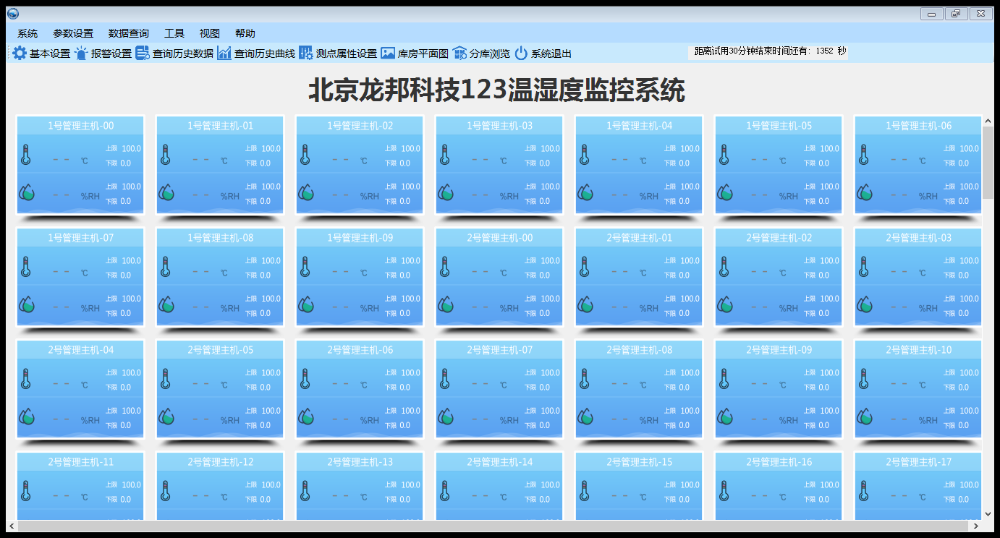 系统 参数设置 数据查询 工具 视图 帮助
基本设置 报警设置 查询历史数据 查询历史曲线 测点属性设置 库房平面图 分库浏览 系统退出 距离试用30分钟结束时间还有: 1352 秒
北京龙邦科技123温湿度监控系统
1号管理主机-00 1号管理主机-01 1号管理主机-02 1号管理主机-03 1号管理主机-04 1号管理主机-05 1号管理主机-06
上限 100.0 上限 100.0 上限 100.0 上限 100.0 上限 100.0 上限 100.0 上限 100.0
-- ℃ 下限 0.0 -- ℃ 下限 0.0 -- ℃ 下限 0.0 -- ℃ 下限 0.0 -- ℃ 下限 0.0 -- ℃ 下限 0.0 -- ℃ 下限 0.0
上限 100.0 上限 100.0 上限 100.0 上限 100.0 上限 100.0 上限 100.0 上限 100.0
-- %RH 下限 0.0 -- %RH 下限 0.0 -- %RH 下限 0.0 -- %RH 下限 0.0 -- %RH 下限 0.0 -- %RH 下限 0.0 -- %RH 下限 0.0
1号管理主机-07 1号管理主机-08 1号管理主机-09 2号管理主机-00 2号管理主机-01 2号管理主机-02 2号管理主机-03
上限 100.0 上限 100.0 上限 100.0 上限 100.0 上限 100.0 上限 100.0 上限 100.0
-- ℃ 下限 0.0 -- ℃ 下限 0.0 -- ℃ 下限 0.0 -- ℃ 下限 0.0 -- ℃ 下限 0.0 -- ℃ 下限 0.0 -- ℃ 下限 0.0
上限 100.0 上限 100.0 上限 100.0 上限 100.0 上限 100.0 上限 100.0 上限 100.0
-- %RH 下限 0.0 -- %RH 下限 0.0 -- %RH 下限 0.0 -- %RH 下限 0.0 -- %RH 下限 0.0 -- %RH 下限 0.0 -- %RH 下限 0.0
2号管理主机-04 2号管理主机-05 2号管理主机-06 2号管理主机-07 2号管理主机-08 2号管理主机-09 2号管理主机-10
上限 100.0 上限 100.0 上限 100.0 上限 100.0 上限 100.0 上限 100.0 上限 100.0
-- ℃ 下限 0.0 -- ℃ 下限 0.0 -- ℃ 下限 0.0 -- ℃ 下限 0.0 -- ℃ 下限 0.0 -- ℃ 下限 0.0 -- ℃ 下限 0.0
上限 100.0 上限 100.0 上限 100.0 上限 100.0 上限 100.0 上限 100.0 上限 100.0
-- %RH 下限 0.0 -- %RH 下限 0.0 -- %RH 下限 0.0 -- %RH 下限 0.0 -- %RH 下限 0.0 -- %RH 下限 0.0 -- %RH 下限 0.0
2号管理主机-11 2号管理主机-12 2号管理主机-13 2号管理主机-14 2号管理主机-15 2号管理主机-16 2号管理主机-17
上限 100.0 上限 100.0 上限 100.0 上限 100.0 上限 100.0 上限 100.0 上限 100.0
-- ℃ 下限 0.0 -- ℃ 下限 0.0 -- ℃ 下限 0.0 -- ℃ 下限 0.0 -- ℃ 下限 0.0 -- ℃ 下限 0.0 -- ℃ 下限 0.0